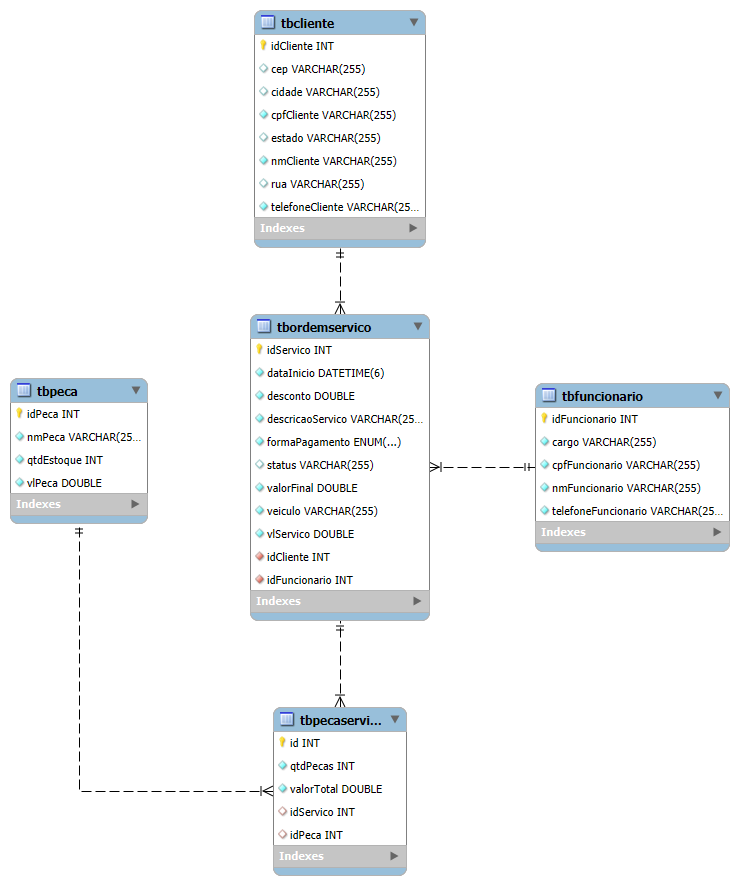 tbcliente
idCliente INT
cep VARCHAR(255)
cidade VARCHAR(255)
cpfCliente VARCHAR(255)
estado VARCHAR(255)
nmCliente VARCHAR(255)
rua VARCHAR(255)
telefoneCliente VARCHAR(25...
Indexes
tbordemservico
idServico INT
dataInicio DATETIME(6)
desconto DOUBLE
descricaoServico VARCHAR(25...
formaPagamento ENUM(...)
status VARCHAR(255)
valorFinal DOUBLE
veiculo VARCHAR(255)
vlServico DOUBLE
idCliente INT
idFuncionario INT
Indexes
tbpeca
idPeca INT
nmPeca VARCHAR(25...
qtdEstoque INT
vlPeca DOUBLE
Indexes
tbfuncionario
idFuncionario INT
cargo VARCHAR(255)
cpfFuncionario VARCHAR(255)
nmFuncionario VARCHAR(255)
telefoneFuncionario VARCHAR(25...
Indexes
tbpecaservi...
id INT
qtdPecas INT
valorTotal DOUBLE
idServico INT
idPeca INT
Indexes